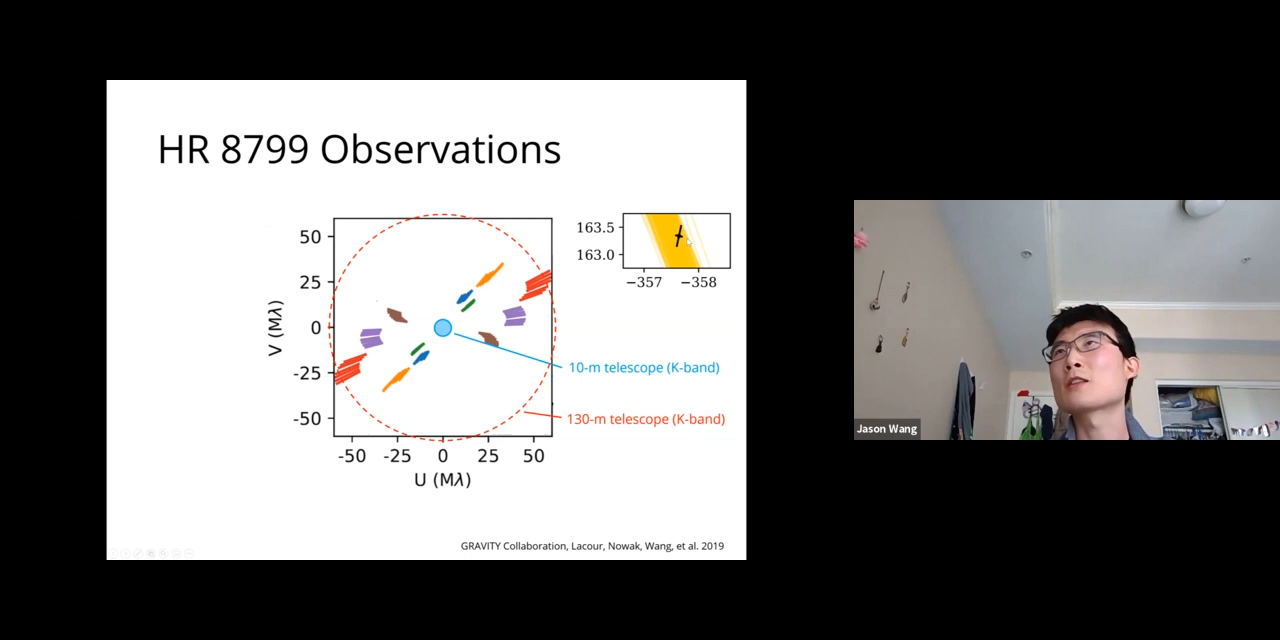 HR 8799 Observations
50
25
0
-25
-50
V (Mλ)
-50 -25 0 25 50
U (Mλ)
163.5
163.0
−357 −358
10-m telescope (K-band)
130-m telescope (K-band)
GRAVITY Collaboration, Lacour, Nowak, Wang, et al. 2019
Jason Wang